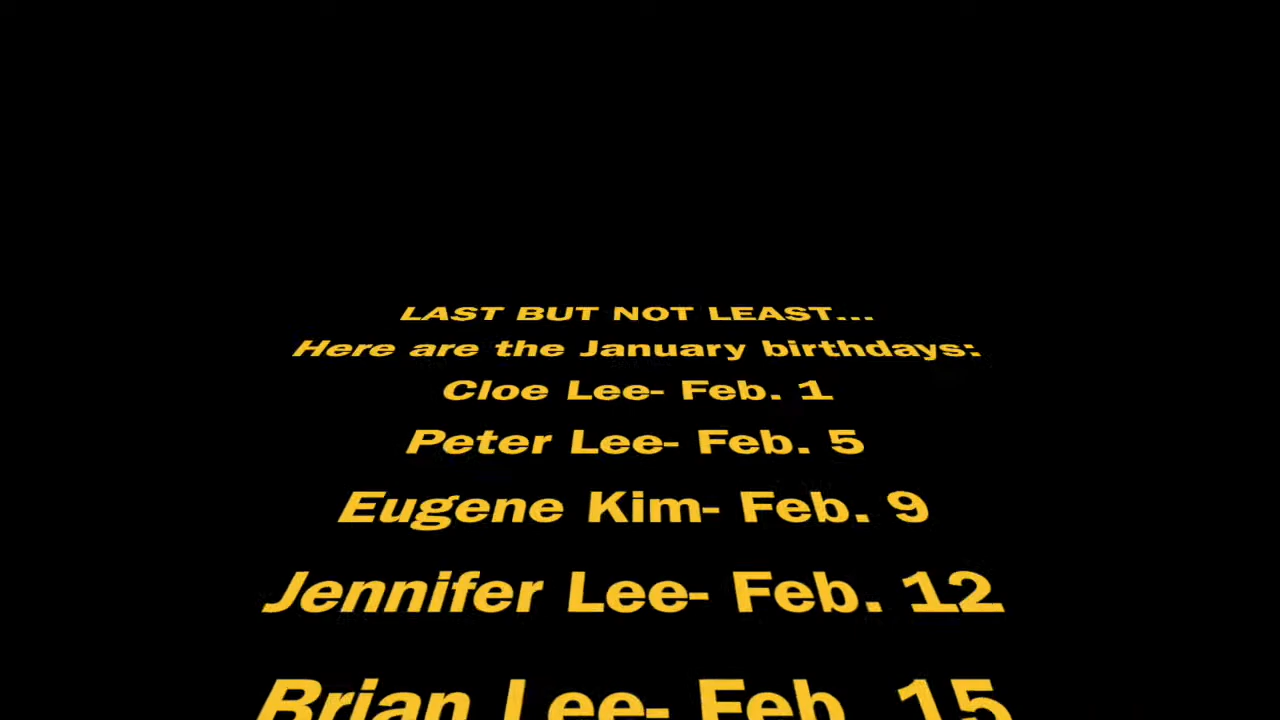 LAST BUT NOT LEAST...
Here are the January birthdays:
Cloe Lee- Feb. 1
Peter Lee- Feb. 5
Eugene Kim- Feb. 9
Jennifer Lee- Feb. 12
Brian Lee- Feb. 15